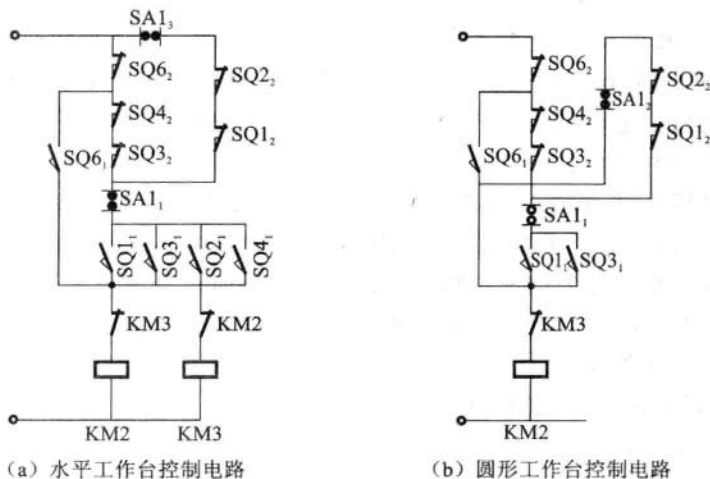 SA1₃
SQ6₂
SQ2₂
SQ4₂
SQ1₂
SQ6₁
SQ3₂
SA1₁
SQ1₁
SQ3₁
SQ2₁
SQ4₁
KM3
KM2
KM2
KM3
(a) 水平工作台控制电路
SQ6₂
SQ2₂
SA1₂
SQ4₂
SQ1₂
SQ6₁
SQ3₂
SA1₁
SQ1₁
SQ3₁
KM3
KM2
(b) 圆形工作台控制电路